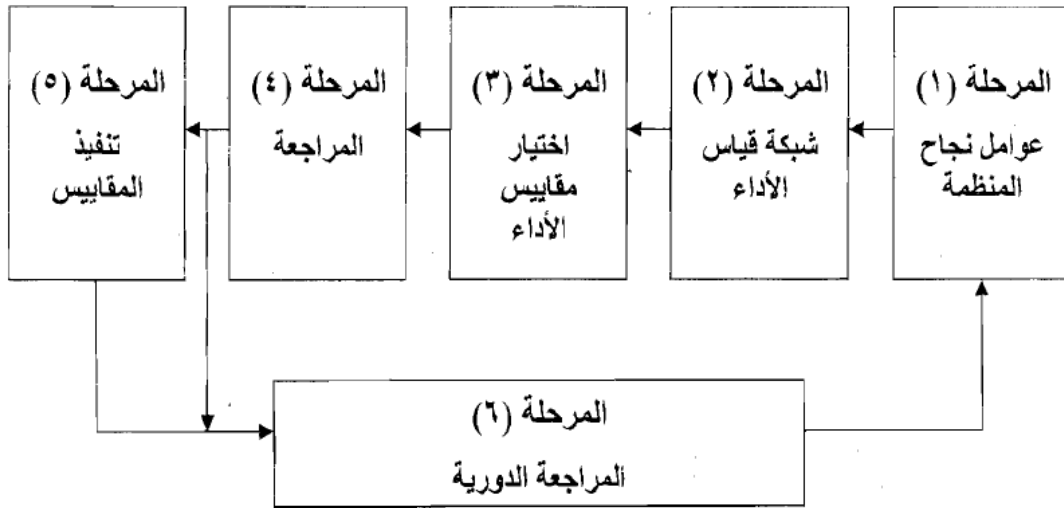 المرحلة (١)
عوامل نجاح
المنظمة
المرحلة (٢)
شبكة قياس
الأداء
المرحلة (٣)
اختيار
مقاييس
الأداء
المرحلة (٤)
المراجعة
المرحلة (٥)
تنفيذ
المقاييس
المرحلة (٦)
المراجعة الدورية